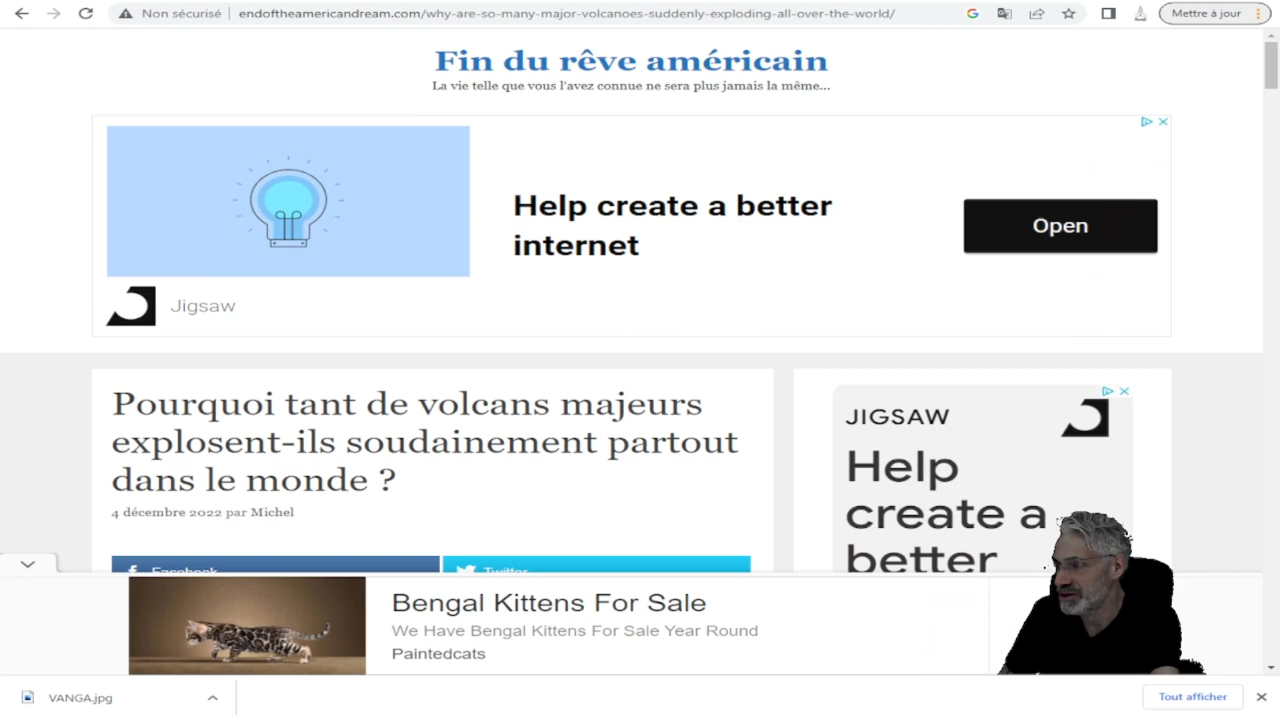 Non sécurisé
endoftheamericandream.com/why-are-so-many-major-volcanoes-suddenly-exploding-all-over-the-world/
Mettre à jour
Fin du rêve américain
La vie telle que vous l'avez connue ne sera plus jamais la même...
Help create a better
internet
Open
Jigsaw
Pourquoi tant de volcans majeurs
explosent-ils soudainement partout
dans le monde ?
4 décembre 2022 par Michel
Facebook
Twitter
JIGSAW
Help
create a
better
Bengal Kittens For Sale
We Have Bengal Kittens For Sale Year Round
Paintedcats
VANGA.jpg
Tout afficher